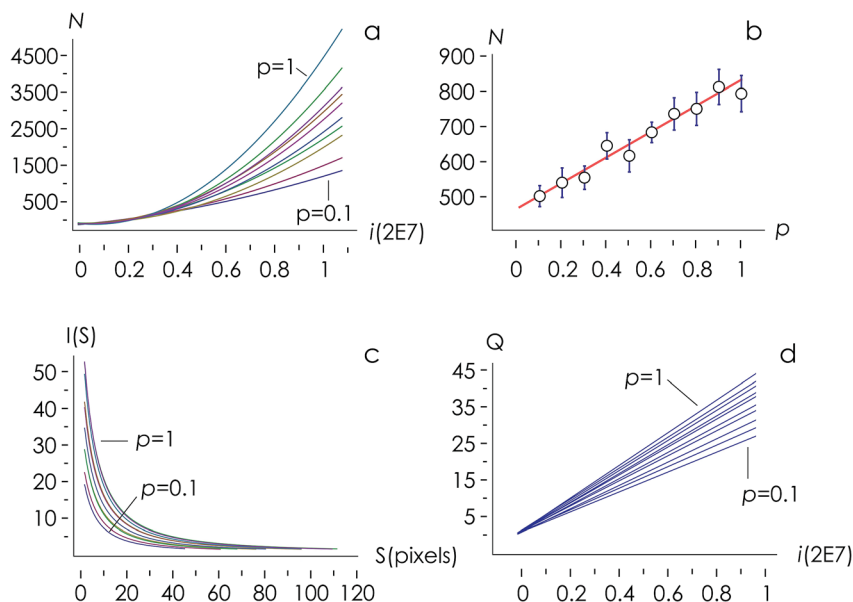 N
a
4500
3500
2500
1500
500
p=1
p=0.1
i(2E7)
0 0.2 0.4 0.6 0.8 1
N
b
900
800
700
600
500
p
0 0.2 0.4 0.6 0.8 1
I(S)
c
50
40
30
20
10
p=1
p=0.1
S(pixels)
0 20 40 60 80 100 120
Q
d
45
35
25
15
5
p=1
p=0.1
i(2E7)
0 0.2 0.4 0.6 0.8 1